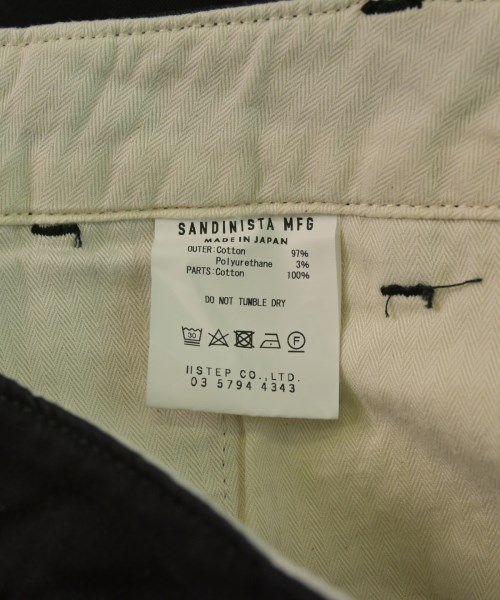 SANDINISTA MFG
MADE IN JAPAN
OUTER:Cotton 97%
Polyurethane 3%
PARTS:Cotton 100%
DO NOT TUMBLE DRY
30 F
IISTEP CO.,LTD.
03 5794 4343